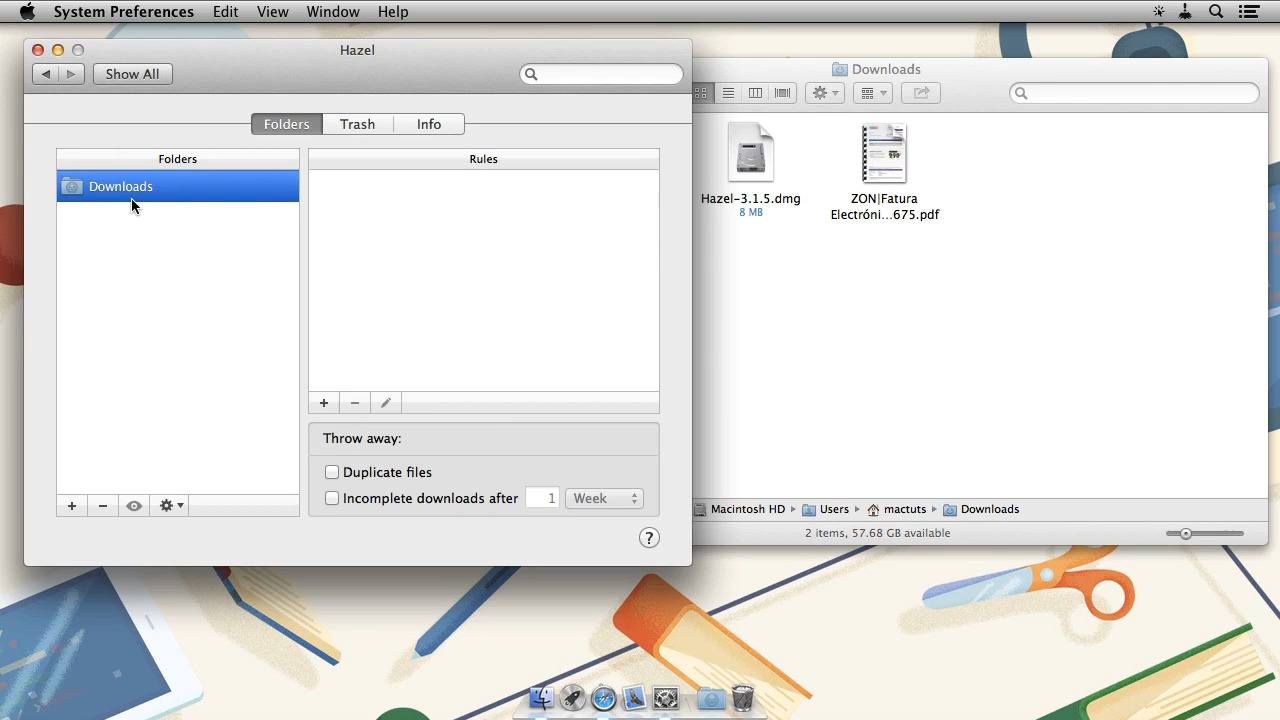 System Preferences Edit View Window Help
Hazel
Show All
Folders Trash Info
Folders
Downloads
Rules
Throw away:
Duplicate files
Incomplete downloads after 1 Week
?
Downloads
Hazel-3.1.5.dmg
8 MB
ZON|Fatura
Electróni...675.pdf
Macintosh HD Users mactuts Downloads
2 items, 57.68 GB available